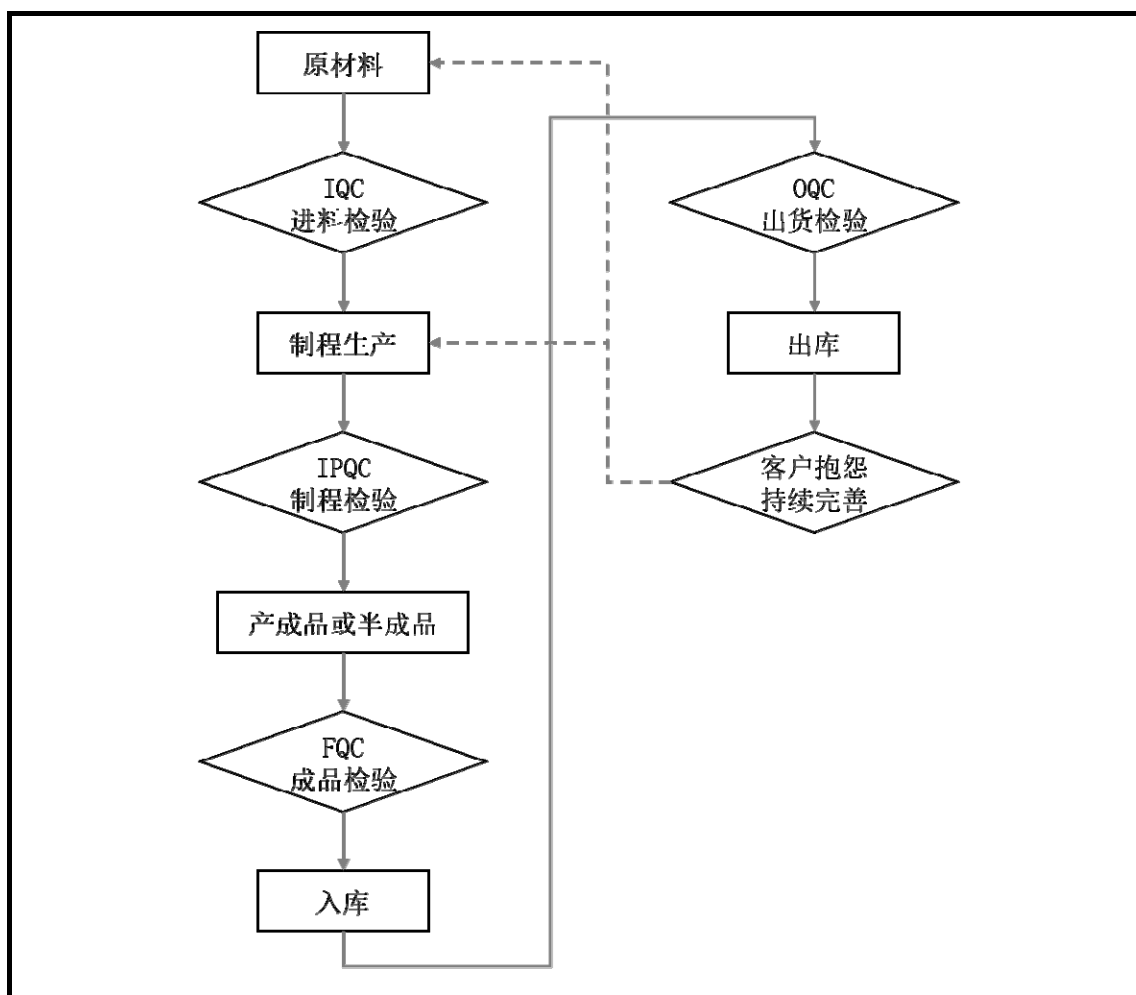 原材料
IQC
进料检验
制程生产
IPQC
制程检验
产成品或半成品
FQC
成品检验
入库
OQC
出货检验
出库
客户抱怨
持续完善